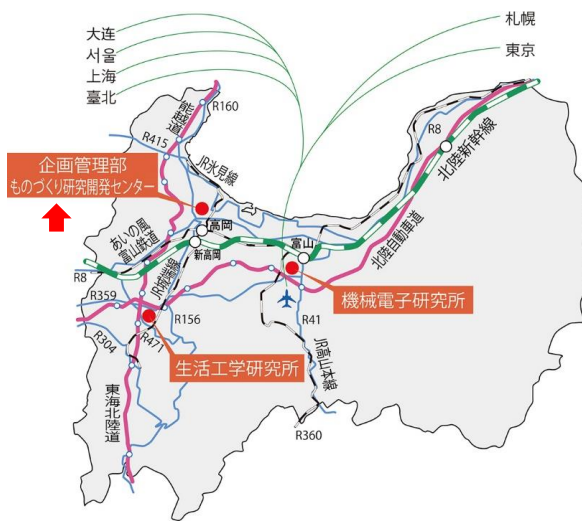 大连
서울
上海
臺北
札幌
東京
能越道
R160
R415
R8
北陸新幹線
企画管理部
ものづくり研究開発センター
JR氷見線
高岡
あいの風
富山鉄道
新高岡
富山
北陸自動車道
R8
R359
JR城端線
機械電子研究所
R156
R41
R304
R471
生活工学研究所
JR高山本線
東海北陸道
R360